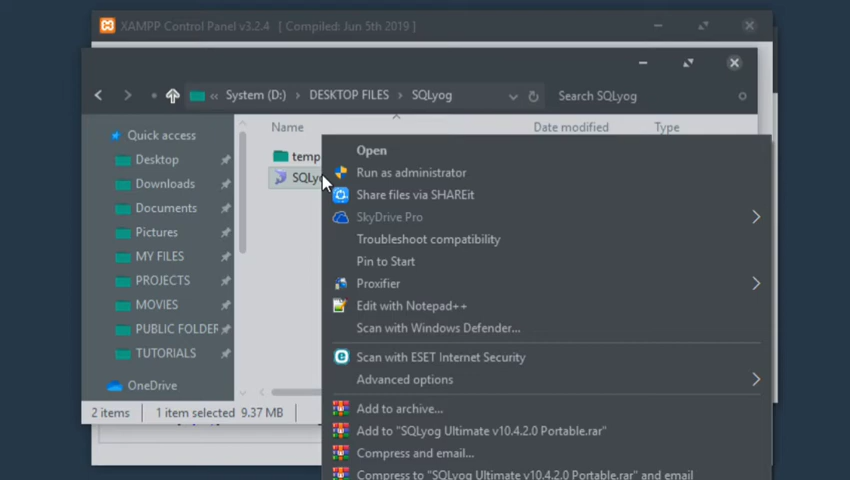 XAMPP Control Panel v3.2.4 [ Compiled: Jun 5th 2019 ]
System (D:) DESKTOP FILES SQLyog
Search SQLyog
Name Date modified Type
Quick access
Desktop
Downloads
Documents
Pictures
MY FILES
PROJECTS
MOVIES
PUBLIC FOLDER
TUTORIALS
OneDrive
temp
Open
Run as administrator
Share files via SHAREit
SkyDrive Pro
Troubleshoot compatibility
Pin to Start
Proxifier
Edit with Notepad++
Scan with Windows Defender...
Scan with ESET Internet Security
Advanced options
Add to archive...
Add to "SQLyog Ultimate v10.4.2.0 Portable.rar"
Compress and email...
Compress to "SQLyog Ultimate v10.4.2.0 Portable.rar" and email
2 items 1 item selected 9.37 MB